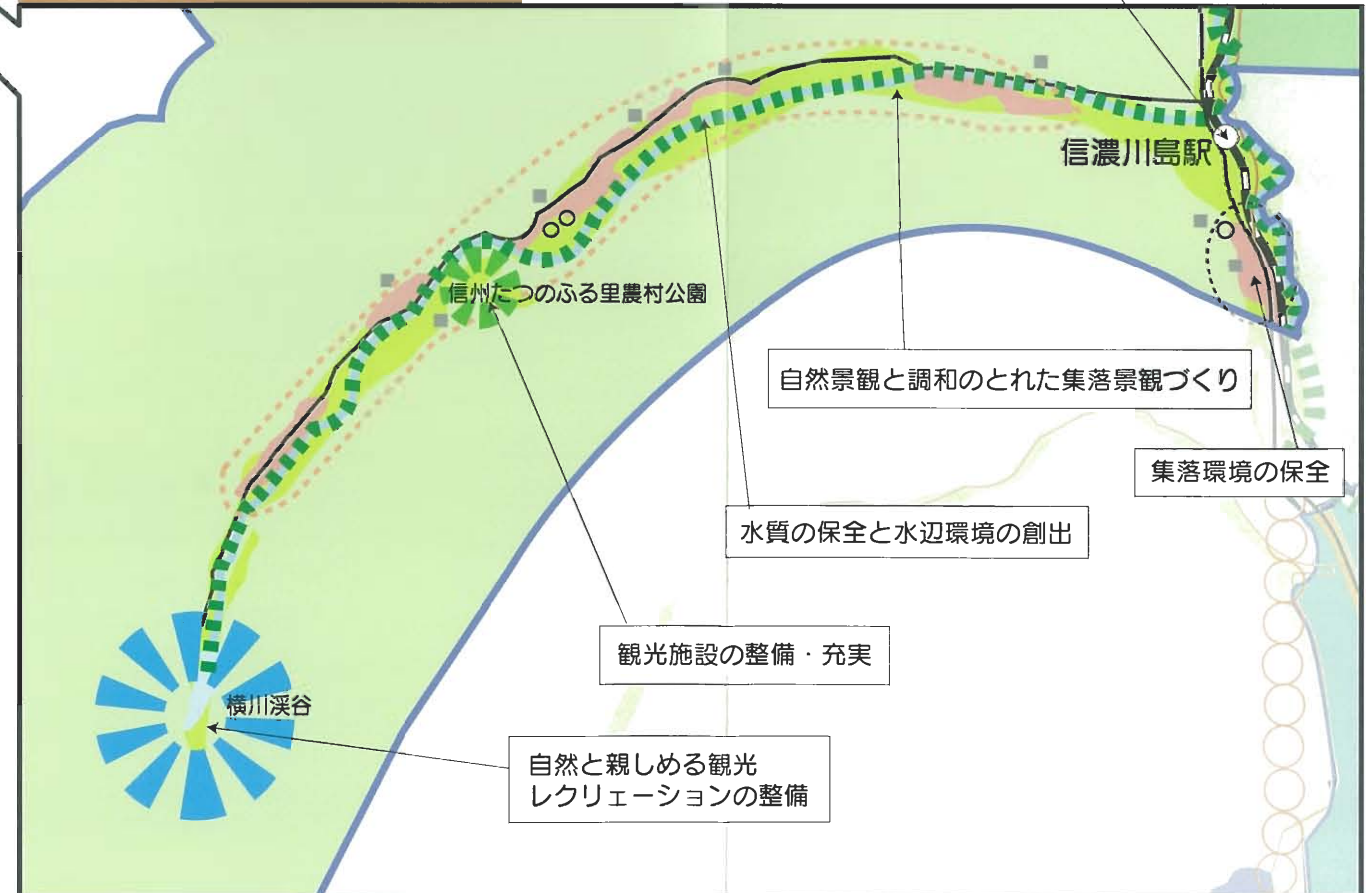 信濃川島駅
信州たつのふる里農村公園
自然景観と調和のとれた集落景観づくり
集落環境の保全
水質の保全と水辺環境の創出
観光施設の整備・充実
横川渓谷
自然と親しめる観光
レクリェーションの整備